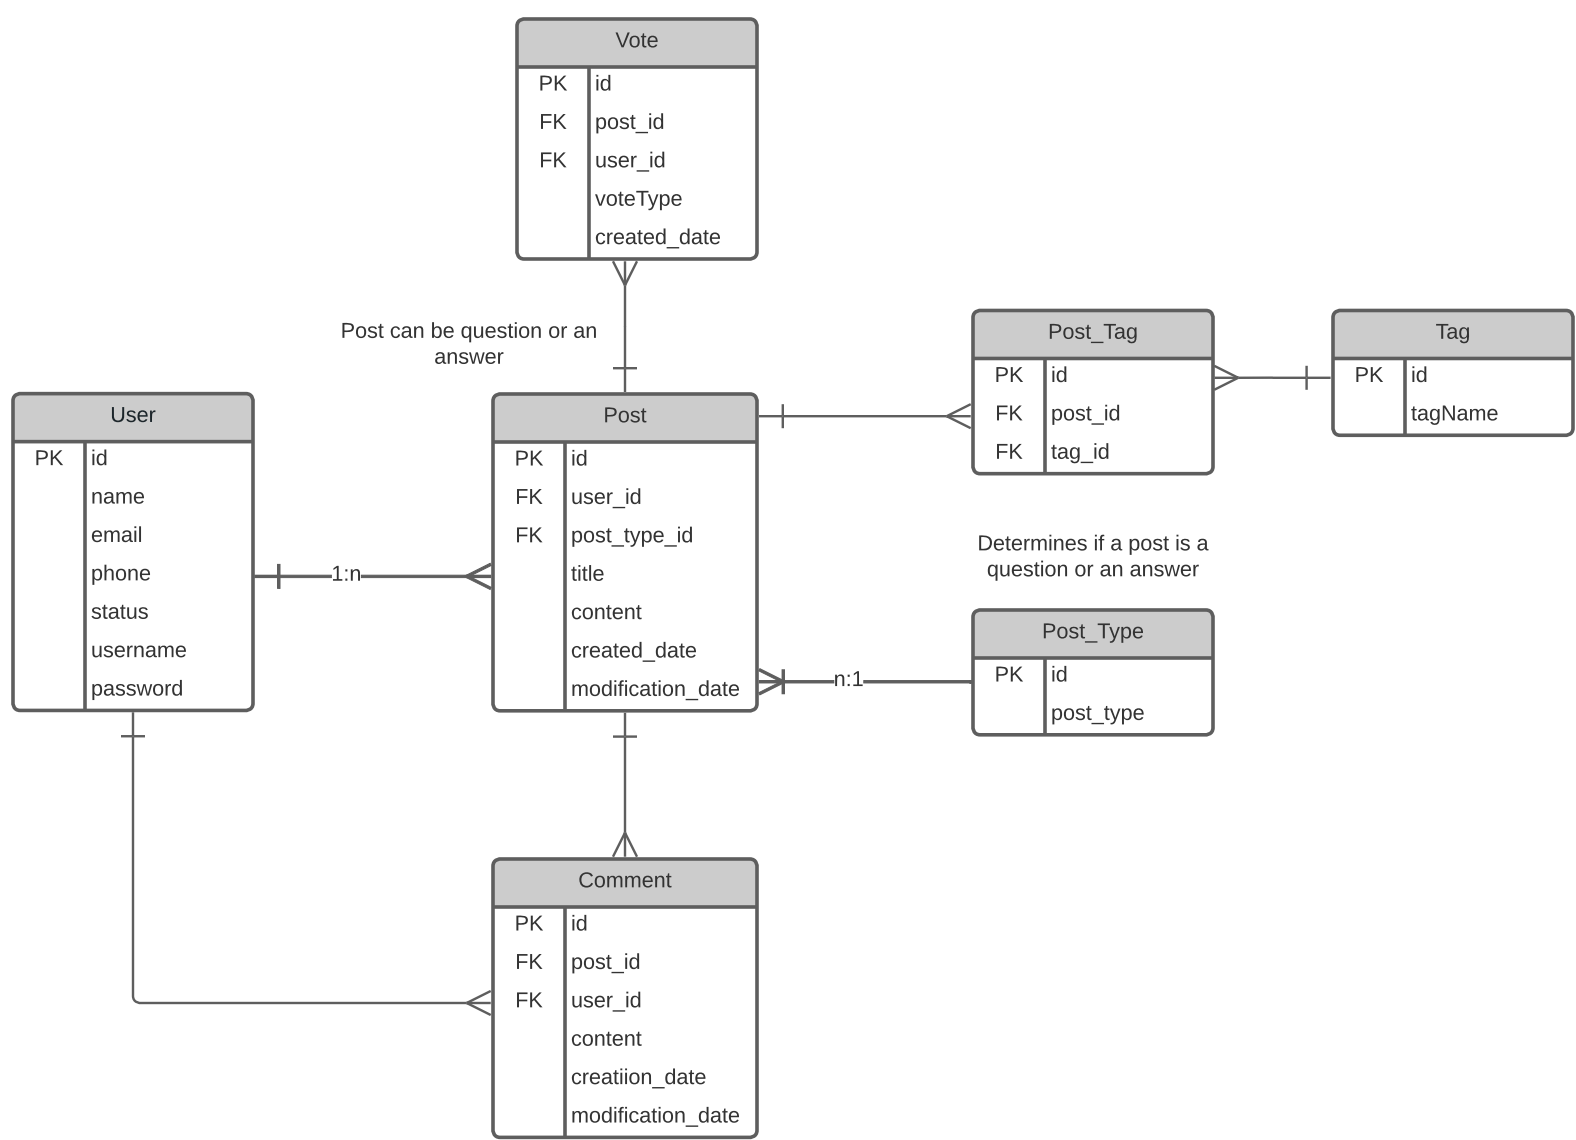 Vote
PK id
FK post_id
FK user_id
voteType
created_date
Post can be question or an
answer
User
PK id
name
email
phone
status
username
password
1:n
Post
PK id
FK user_id
FK post_type_id
title
content
created_date
modification_date
Post_Tag
PK id
FK post_id
FK tag_id
Tag
PK id
tagName
Determines if a post is a
question or an answer
n:1
Post_Type
PK id
post_type
Comment
PK id
FK post_id
FK user_id
content
creatiion_date
modification_date